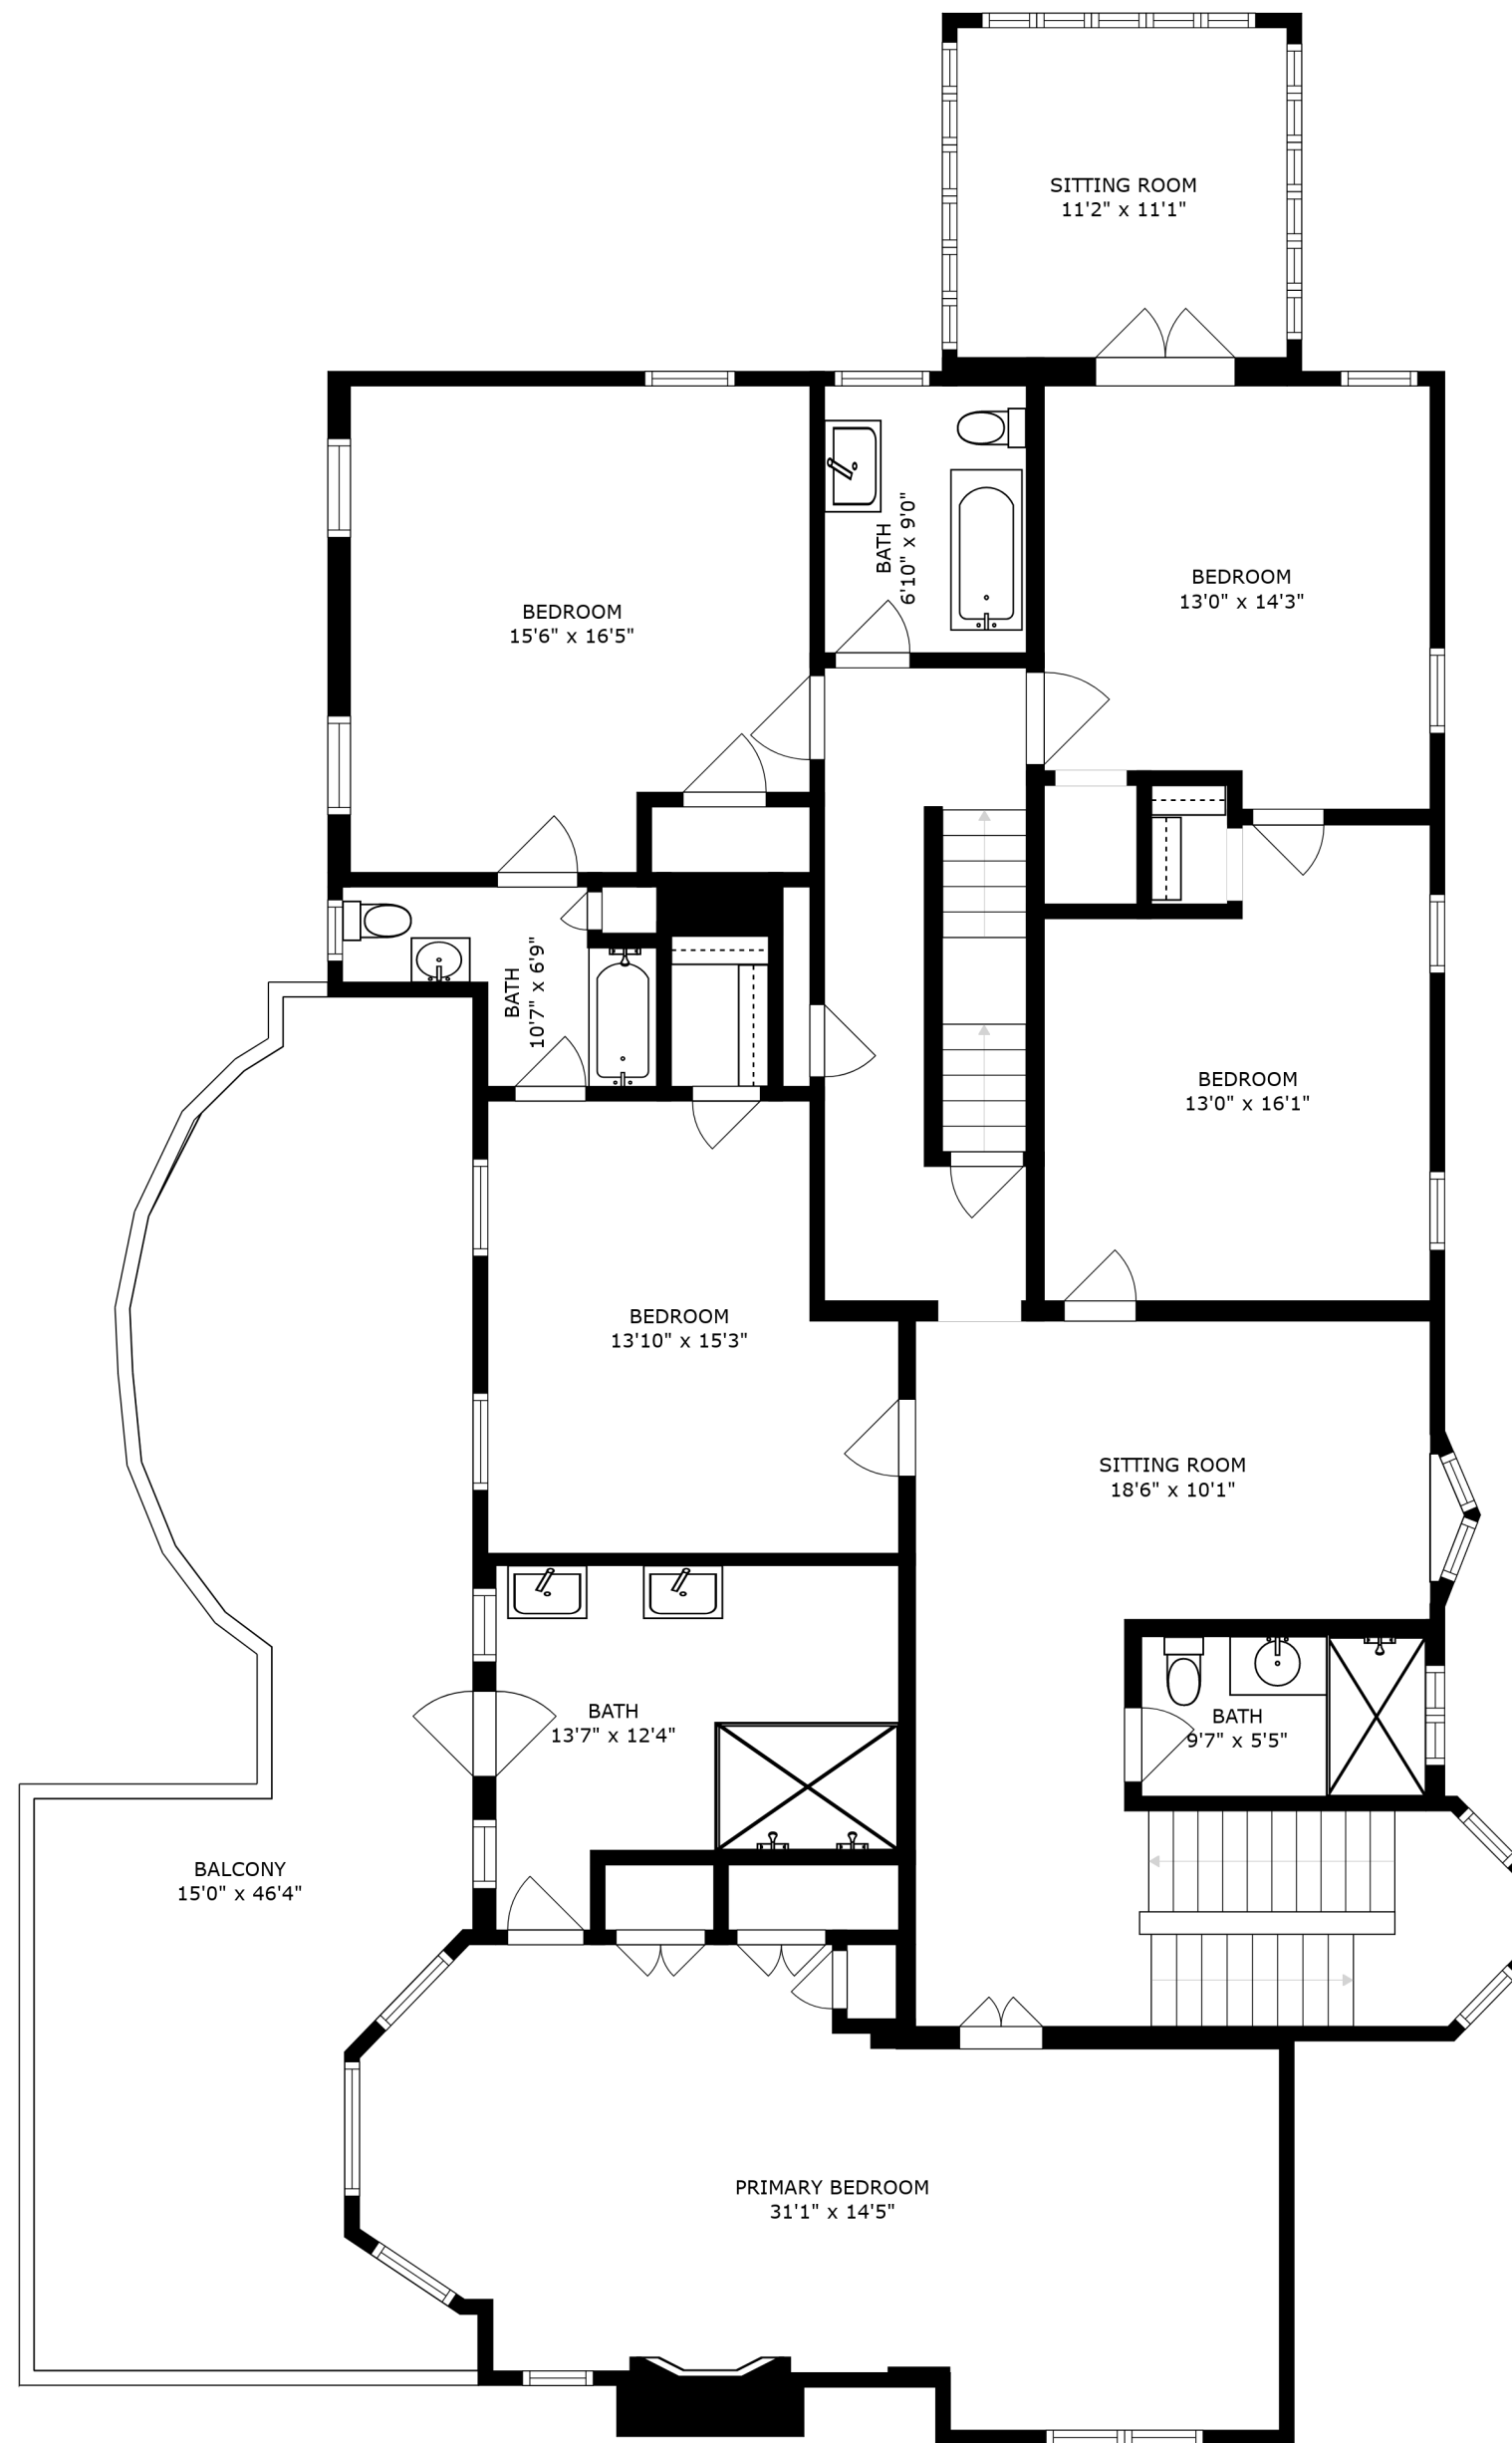 SITTING ROOM
11'2" x 11'1"
BATH
6'10" x 9'0"
BEDROOM
13'0" x 14'3"
BEDROOM
15'6" x 16'5"
BATH
10'7" x 6'9"
BEDROOM
13'0" x 16'1"
BEDROOM
13'10" x 15'3"
SITTING ROOM
18'6" x 10'1"
BATH
13'7" x 12'4"
BATH
9'7" x 5'5"
BALCONY
15'0" x 46'4"
PRIMARY BEDROOM
31'1" x 14'5"